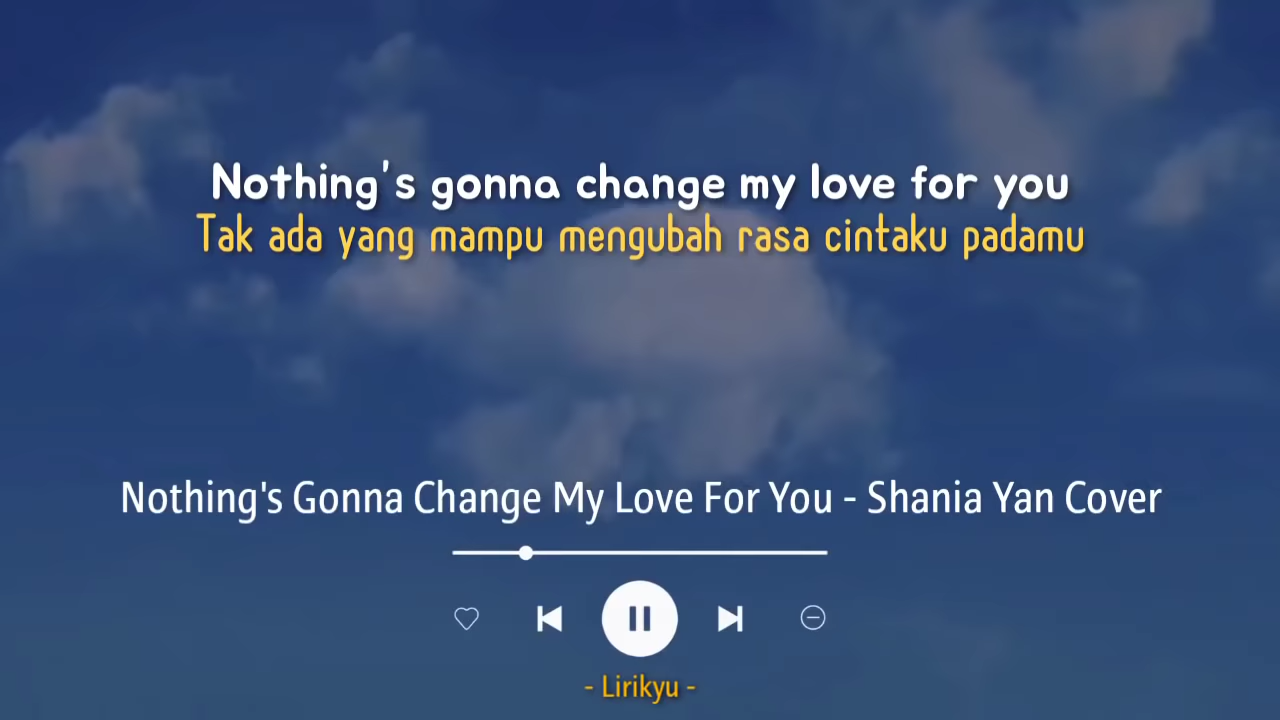 Nothing's gonna change my love for you
Tak ada yang mampu mengubah rasa cintaku padamu
Nothing's Gonna Change My Love For You - Shania Yan Cover
- Lirikyu -